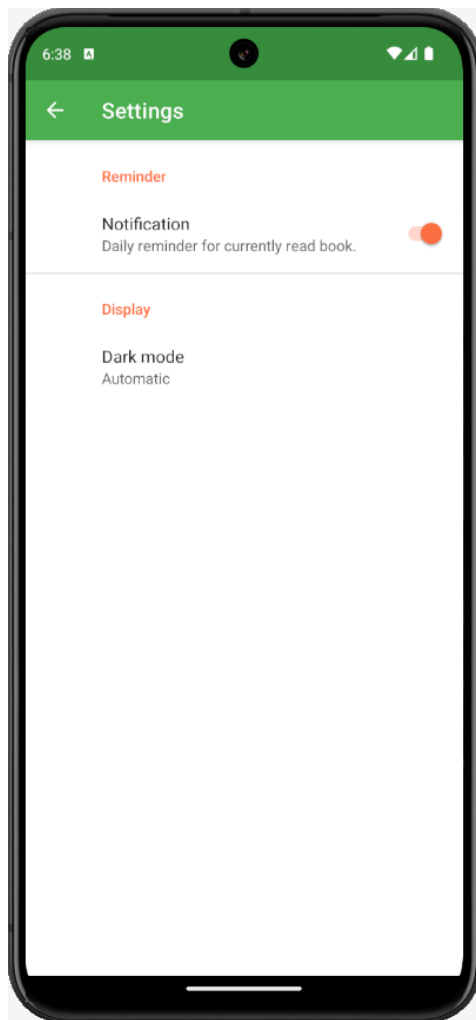 6:38 A
Settings
Reminder
Notification
Daily reminder for currently read book.
Display
Dark mode
Automatic